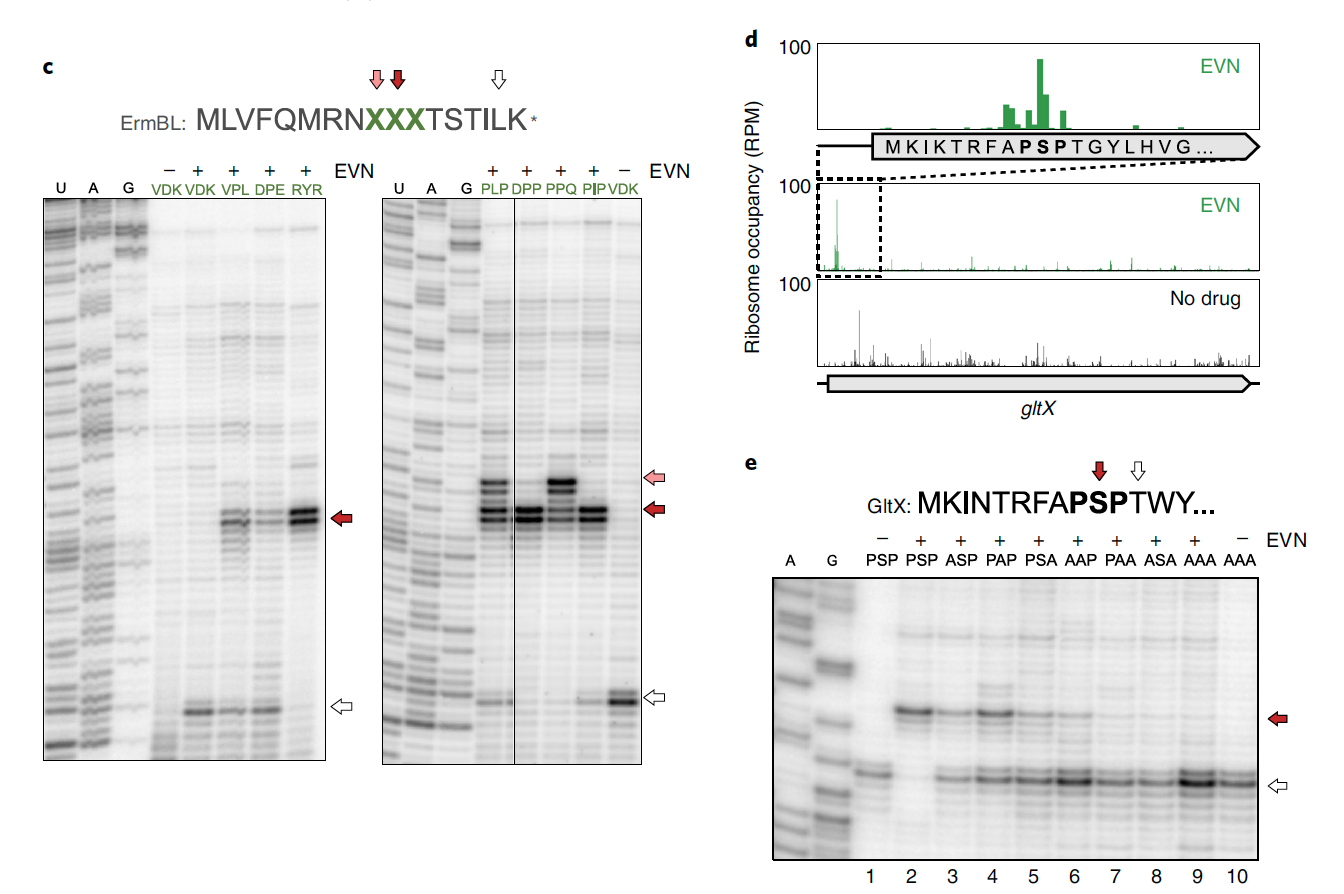 c
ErmBL: MLVFQMRNXXXTSTILK*
− + + + + EVN
U A G VDK VDK VPL DPE RYR
+ + + + − EVN
U A G PLP DPP PPQ PIP VDK
d
Ribosome occupancy (RPM)
100
EVN
MKIKTRFAPSPTGYLHVG...
100
EVN
100
No drug
gltX
e
GltX: MKINTRFAPSPTWY...
− + + + + + + + + − EVN
A G PSP PSP ASP PAP PSA AAP PAA ASA AAA AAA
1 2 3 4 5 6 7 8 9 10